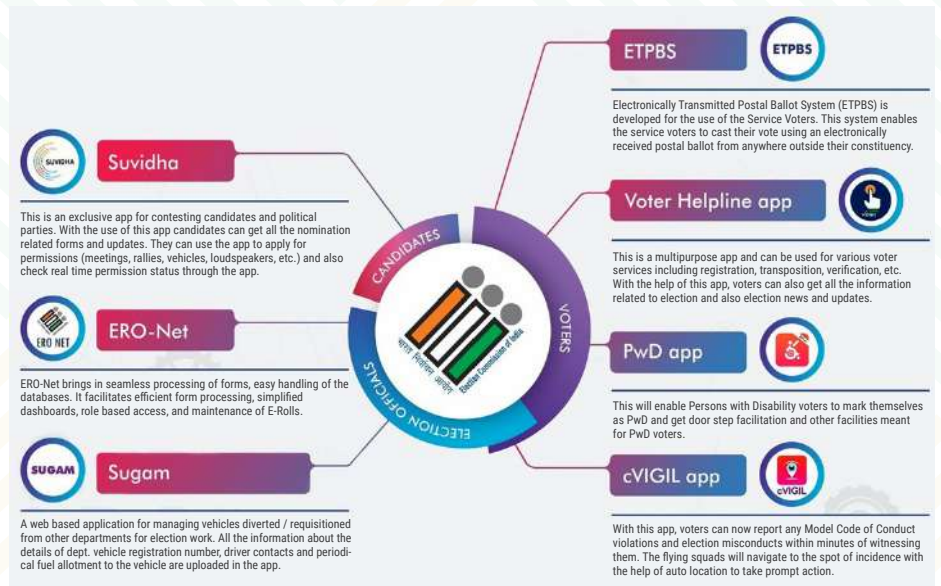 SUVIDHA
Suvidha
This is an exclusive app for contesting candidates and political
parties. With the use of this app candidates can get all the nomination
related forms and updates. They can use the app to apply for
permissions (meetings, rallies, vehicles, loudspeakers, etc.) and also
check real time permission status through the app.
ERO NET
ERO-Net
ERO-Net brings in seamless processing of forms, easy handling of the
databases. It facilitates efficient form processing, simplified
dashboards, role based access, and maintenance of E-Rolls.
SUGAM
Sugam
A web based application for managing vehicles diverted / requisitioned
from other departments for election work. All the information about the
details of dept. vehicle registration number, driver contacts and periodi-
cal fuel allotment to the vehicle are uploaded in the app.
CANDIDATES
VOTERS
ELECTION OFFICIALS
भारत निर्वाचन आयोग
Election Commission of India
ETPBS
ETPBS
Electronically Transmitted Postal Ballot System (ETPBS) is
developed for the use of the Service Voters. This system enables
the service voters to cast their vote using an electronically
received postal ballot from anywhere outside their constituency.
Voter Helpline app
This is a multipurpose app and can be used for various voter
services including registration, transposition, verification, etc.
With the help of this app, voters can also get all the information
related to election and also election news and updates.
PwD app
This will enable Persons with Disability voters to mark themselves
as PwD and get door step facilitation and other facilities meant
for PwD voters.
cVIGIL app
cVIGIL
With this app, voters can now report any Model Code of Conduct
violations and election misconducts within minutes of witnessing
them. The flying squads will navigate to the spot of incidence with
the help of auto location to take prompt action.